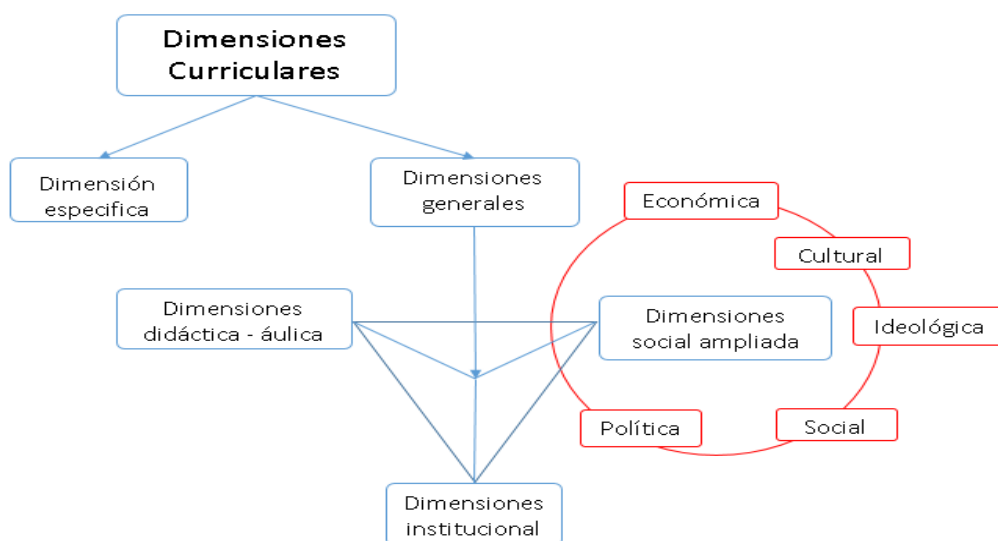 Dimensiones
Curriculares
Dimensión
especifica
Dimensiones
generales
Económica
Cultural
Dimensiones
didáctica - áulica
Dimensiones
social ampliada
Ideológica
Política
Social
Dimensiones
institucional